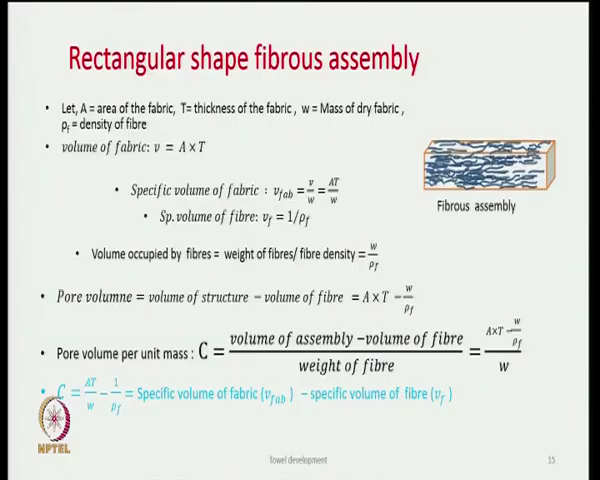 Rectangular shape fibrous assembly
• Let, A = area of the fabric, T= thickness of the fabric , w = Mass of dry fabric ,
ρf = density of fibre
• volume of fabric: v = A × T
• Specific volume of fabric : vfab = v/w = AT/w
• Sp. volume of fibre: vf = 1/ρf
Fibrous assembly
• Volume occupied by fibres = weight of fibres/ fibre density = w/ρf
• Pore volumne = volume of structure − volume of fibre = A × T − w/ρf
• Pore volume per unit mass : C = (volume of assembly −volume of fibre)/(weight of fibre) = (A×T − w/ρf)/w
• C = AT/w − 1/ρf = Specific volume of fabric (vfab ) − specific volume of fibre (vf )
NPTEL
Towel development
15